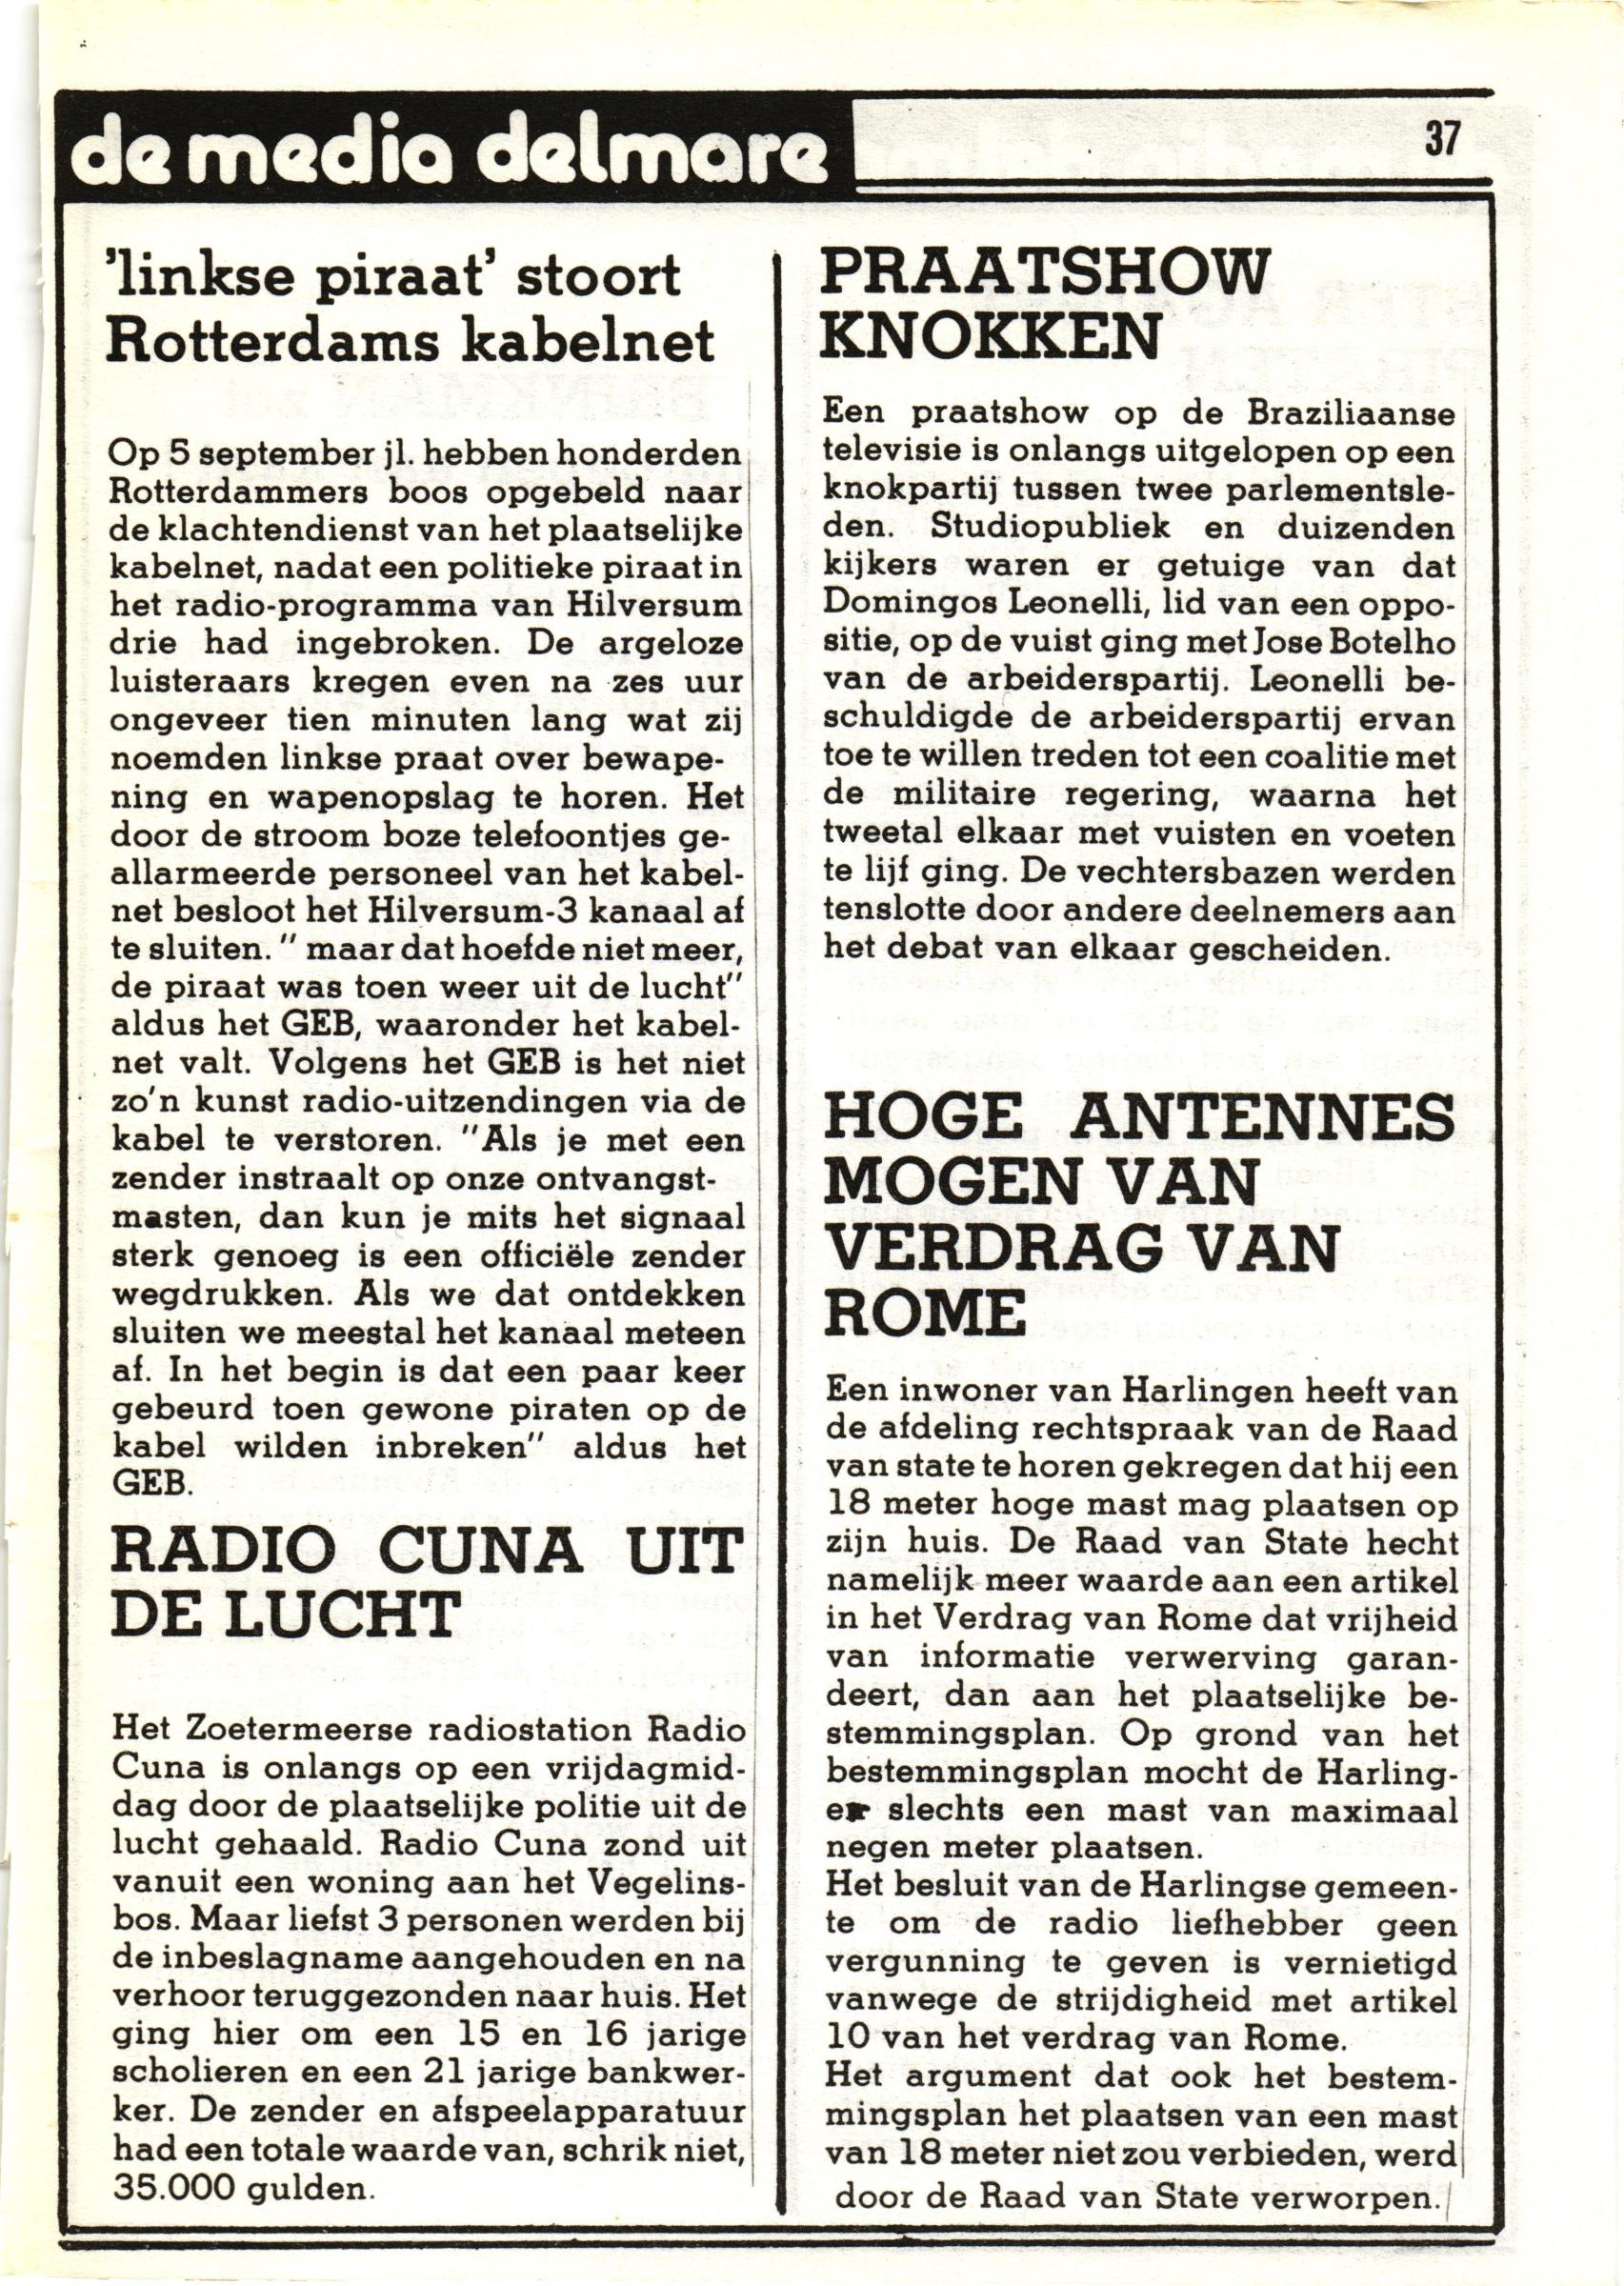 de media delmare
37
'linkse piraat' stoort
Rotterdams kabelnet
Op 5 september jl. hebben honderden
Rotterdammers boos opgebeld naar
de klachtendienst van het plaatselijke
kabelnet, nadat een politieke piraat in
het radio-programma van Hilversum
drie had ingebroken. De argeloze
luisteraars kregen even na zes uur
ongeveer tien minuten lang wat zij
noemden linkse praat over bewape-
ning en wapenopslag te horen. Het
door de stroom boze telefoontjes ge-
allarmeerde personeel van het kabel-
net besloot het Hilversum-3 kanaal af
te sluiten. " maar dat hoefde niet meer,
de piraat was toen weer uit de lucht"
aldus het GEB, waaronder het kabel-
net valt. Volgens het GEB is het niet
zo'n kunst radio-uitzendingen via de
kabel te verstoren. "Als je met een
zender instraalt op onze ontvangst-
masten, dan kun je mits het signaal
sterk genoeg is een officiële zender
wegdrukken. Als we dat ontdekken
sluiten we meestal het kanaal meteen
af. In het begin is dat een paar keer
gebeurd toen gewone piraten op de
kabel wilden inbreken" aldus het
GEB.
RADIO CUNA UIT
DE LUCHT
Het Zoetermeerse radiostation Radio
Cuna is onlangs op een vrijdagmid-
dag door de plaatselijke politie uit de
lucht gehaald. Radio Cuna zond uit
vanuit een woning aan het Vegelins-
bos. Maar liefst 3 personen werden bij
de inbeslagname aangehouden en na
verhoor teruggezonden naar huis. Het
ging hier om een 15 en 16 jarige
scholieren en een 21 jarige bankwer-
ker. De zender en afspeelapparatuur
had een totale waarde van, schrik niet,
35.000 gulden.
PRAATSHOW
KNOKKEN
Een praatshow op de Braziliaanse
televisie is onlangs uitgelopen op een
knokpartij tussen twee parlementsle-
den. Studiopubliek en duizenden
kijkers waren er getuige van dat
Domingos Leonelli, lid van een oppo-
sitie, op de vuist ging met Jose Botelho
van de arbeiderspartij. Leonelli be-
schuldigde de arbeiderspartij ervan
toe te willen treden tot een coalitie met
de militaire regering, waarna het
tweetal elkaar met vuisten en voeten
te lijf ging. De vechtersbazen werden
tenslotte door andere deelnemers aan
het debat van elkaar gescheiden.
HOGE ANTENNES
MOGEN VAN
VERDRAG VAN
ROME
Een inwoner van Harlingen heeft van
de afdeling rechtspraak van de Raad
van state te horen gekregen dat hij een
18 meter hoge mast mag plaatsen op
zijn huis. De Raad van State hecht
namelijk meer waarde aan een artikel
in het Verdrag van Rome dat vrijheid
van informatie verwerving garan-
deert, dan aan het plaatselijke be-
stemmingsplan. Op grond van het
bestemmingsplan mocht de Harling-
er slechts een mast van maximaal
negen meter plaatsen.
Het besluit van de Harlingse gemeen-
te om de radio liefhebber geen
vergunning te geven is vernietigd
vanwege de strijdigheid met artikel
10 van het verdrag van Rome.
Het argument dat ook het bestem-
mingsplan het plaatsen van een mast
van 18 meter niet zou verbieden, werd
door de Raad van State verworpen.